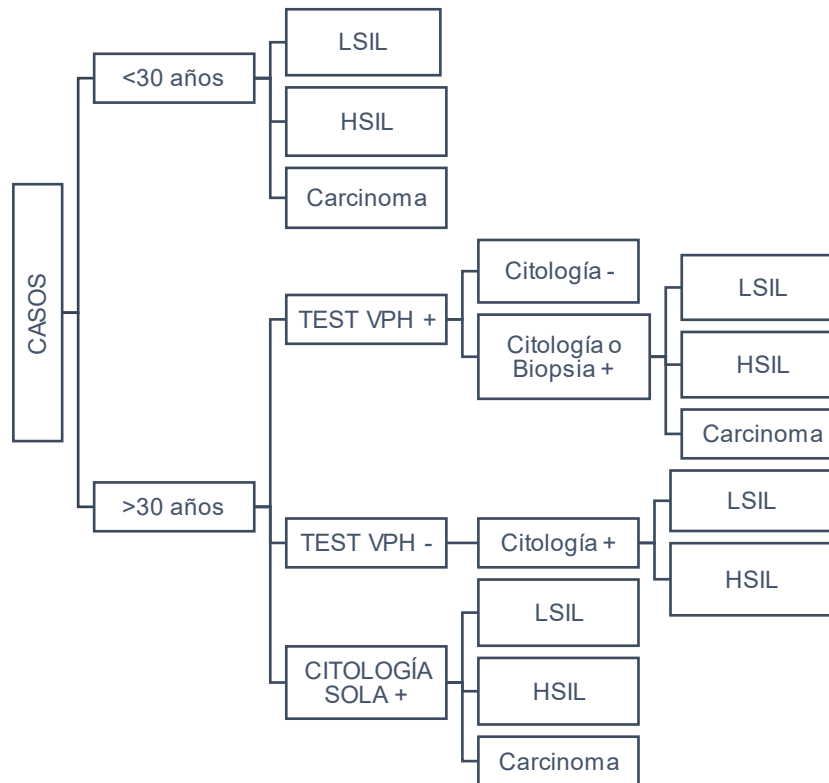 CASOS
<30 años
LSIL
HSIL
Carcinoma
>30 años
TEST VPH +
Citología -
Citología o
Biopsia +
LSIL
HSIL
Carcinoma
TEST VPH -
Citología +
LSIL
HSIL
CITOLOGÍA
SOLA +
LSIL
HSIL
Carcinoma